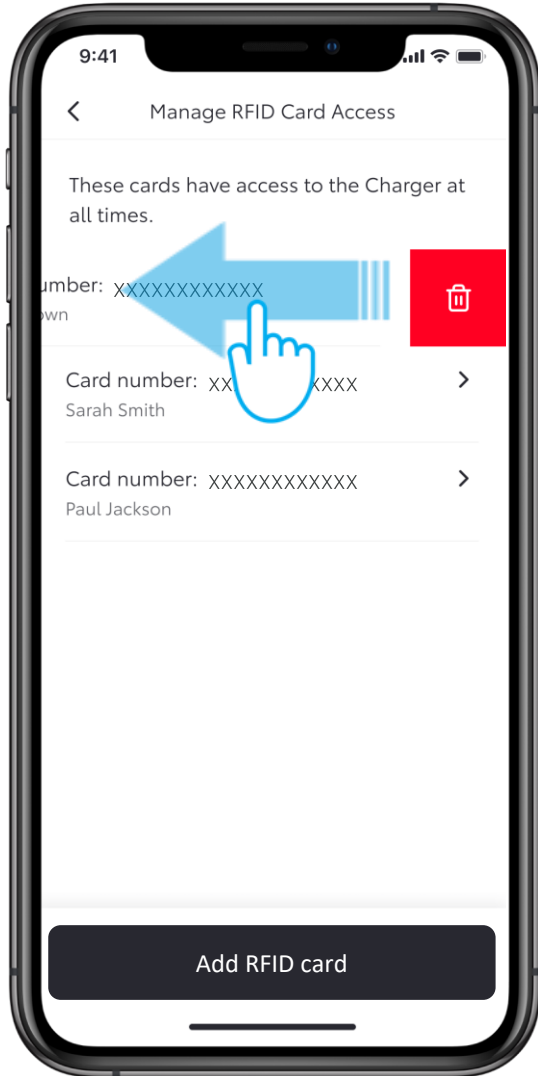 9:41
Manage RFID Card Access
These cards have access to the Charger at
all times.
umber: XXXXXXXXXXXX
own
Card number: XX XXXX
Sarah Smith
Card number: XXXXXXXXXXXX
Paul Jackson
Add RFID card